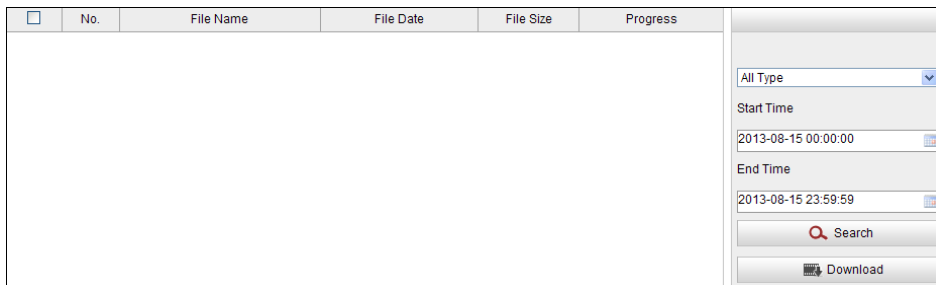 No. File Name File Date File Size Progress
All Type
Start Time
2013-08-15 00:00:00
End Time
2013-08-15 23:59:59
Search
Download